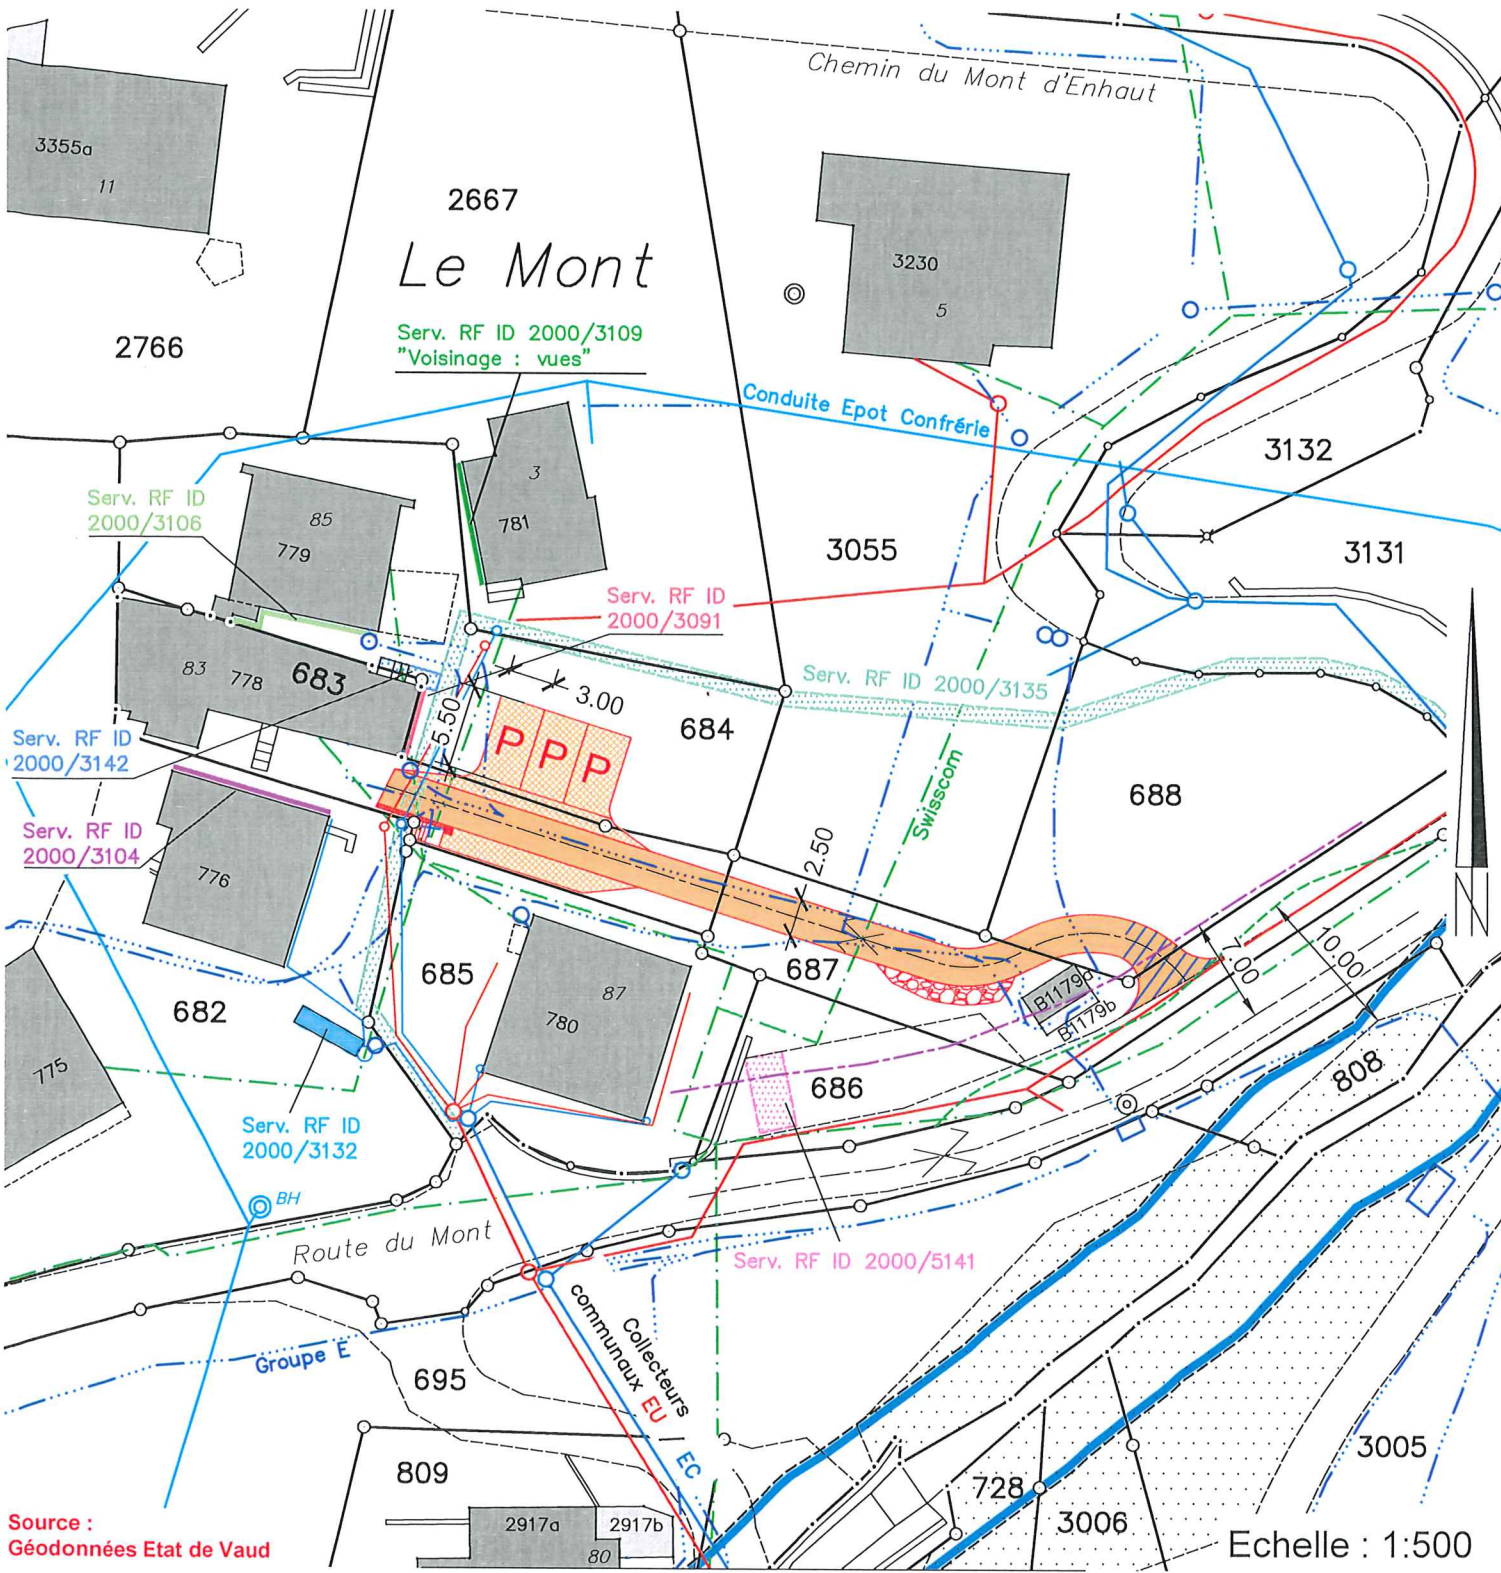 Chemin du Mont d'Enhaut
3355a
11
2667
Le Mont
3230
5
2766
Serv. RF ID 2000/3109
"Voisinage : vues"
Conduite Epot Confrérie
3132
3
781
Serv. RF ID
2000/3106
85
779
3055
3131
Serv. RF ID
2000/3091
83
778
683
3.00
5.50
684
Serv. RF ID 2000/3135
P P P
Serv. RF ID
2000/3142
Swisscom
688
Serv. RF ID
2000/3104
776
2.50
N
685
687
7.00
10.00
87
780
B1179a
B1179b
682
775
686
808
Serv. RF ID
2000/3132
BH
Route du Mont
Serv. RF ID 2000/5141
Groupe E
Collecteurs
communaux EU
EC
695
3005
809
728
3006
2917a
2917b
80
Source :
Géodonnées Etat de Vaud
Echelle : 1:500